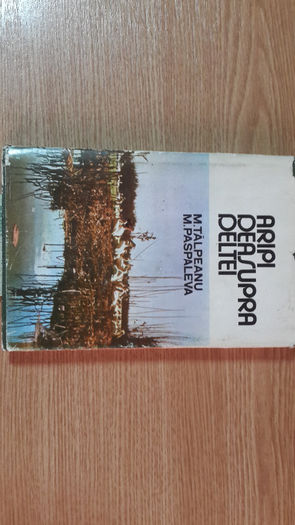 ARIPI
DEASUPRA
DELTEI
M.TĂLPEANU
M.PASPALEVA